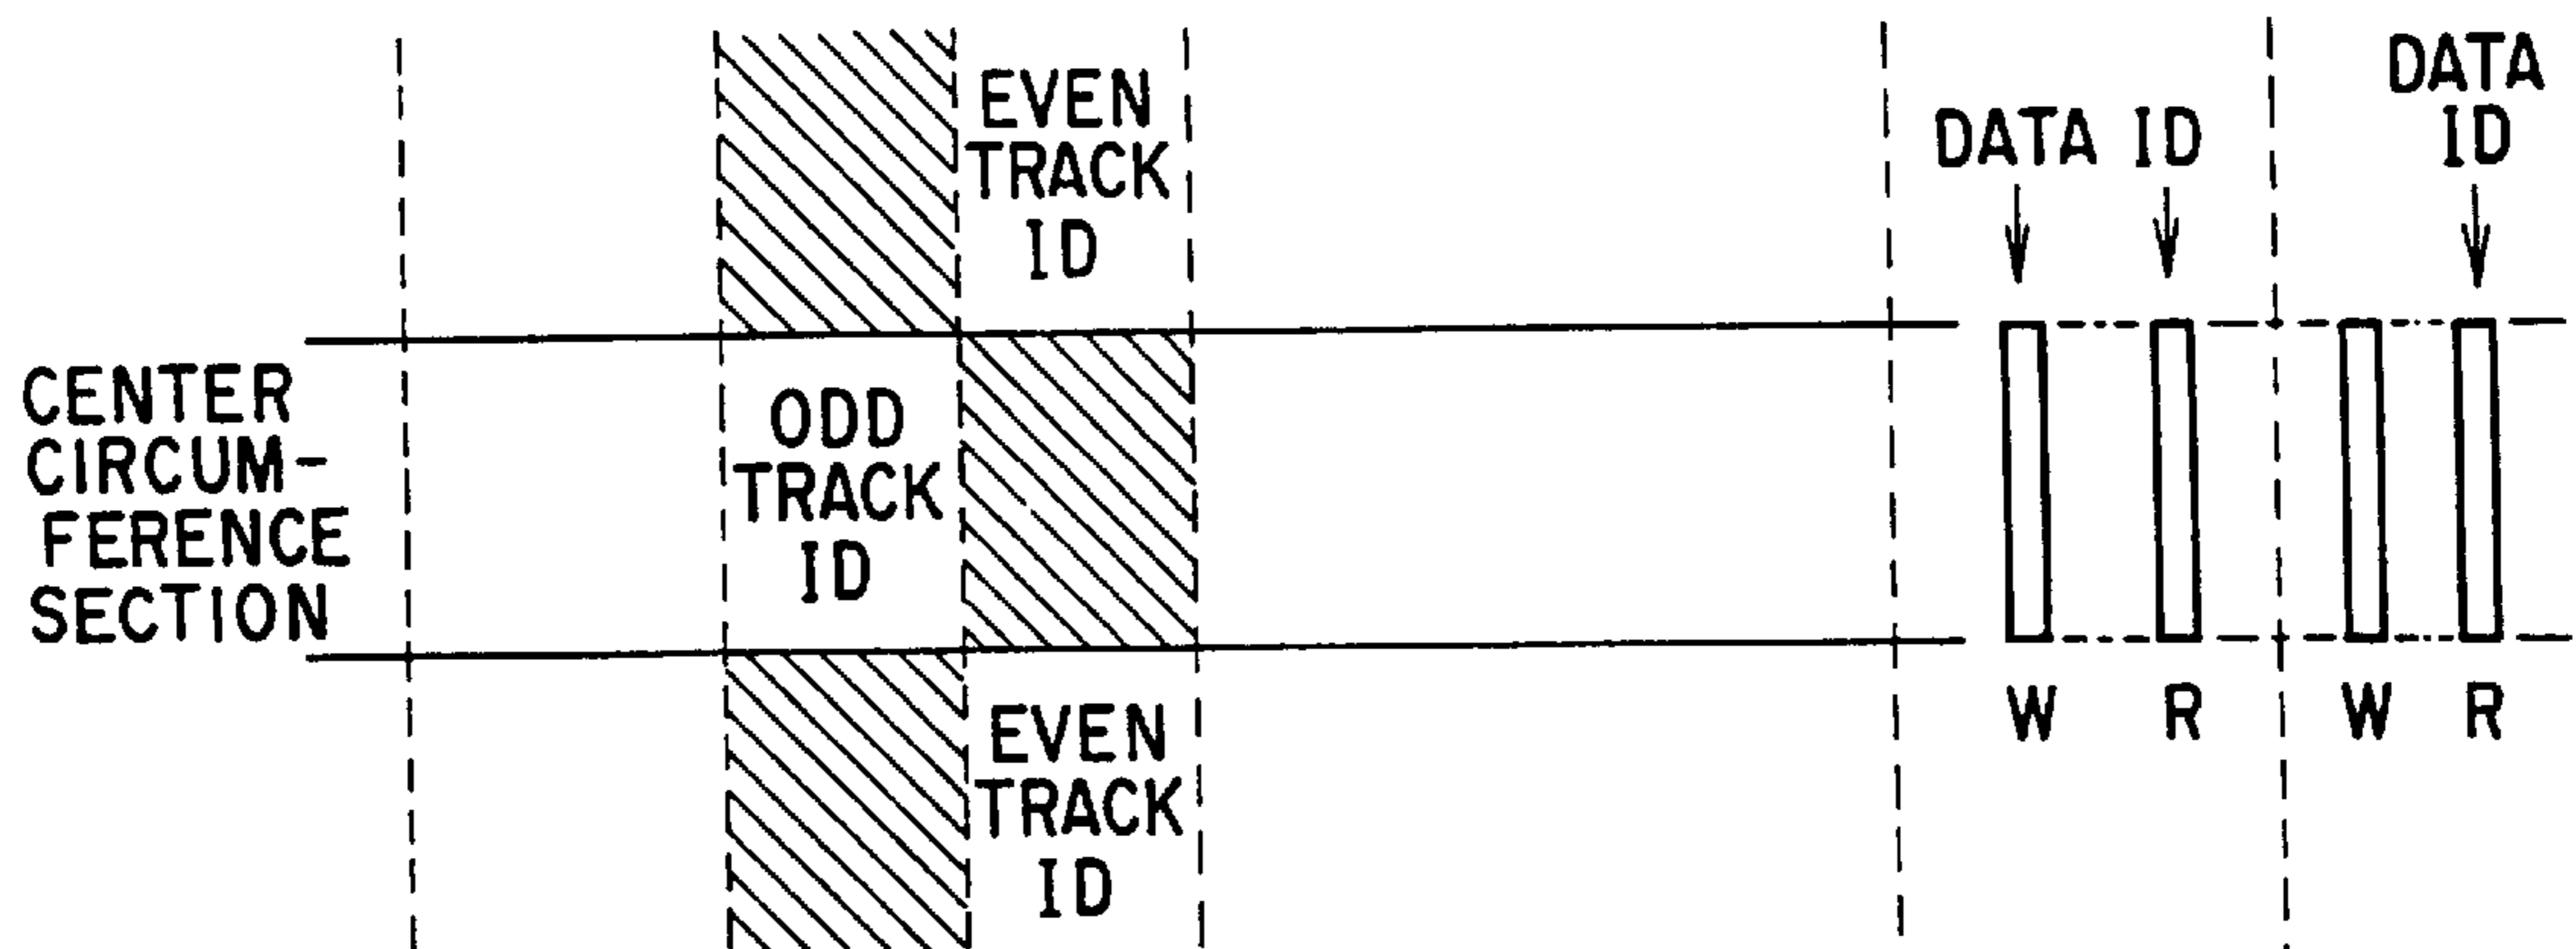 EVEN
TRACK
ID
DATA ID
DATA
ID
CENTER
CIRCUM-
FERENCE
SECTION
ODD
TRACK
ID
W R W R
EVEN
TRACK
ID